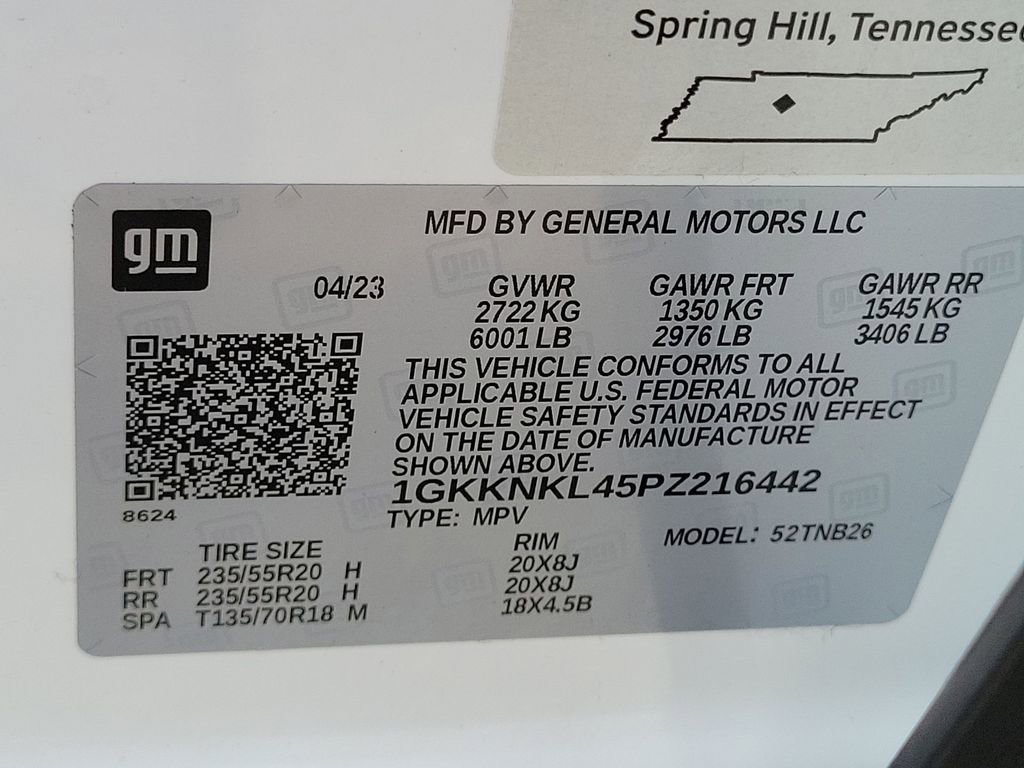 Spring Hill, Tennessee
gm
MFD BY GENERAL MOTORS LLC
04/23
GVWR GAWR FRT GAWR RR
2722 KG 1350 KG 1545 KG
6001 LB 2976 LB 3406 LB
THIS VEHICLE CONFORMS TO ALL
APPLICABLE U.S. FEDERAL MOTOR
VEHICLE SAFETY STANDARDS IN EFFECT
ON THE DATE OF MANUFACTURE
SHOWN ABOVE.
1GKKNKL45PZ216442
8624
TYPE: MPV MODEL: 52TNB26
TIRE SIZE RIM
FRT 235/55R20 H 20X8J
RR 235/55R20 H 20X8J
SPA T135/70R18 M 18X4.5B